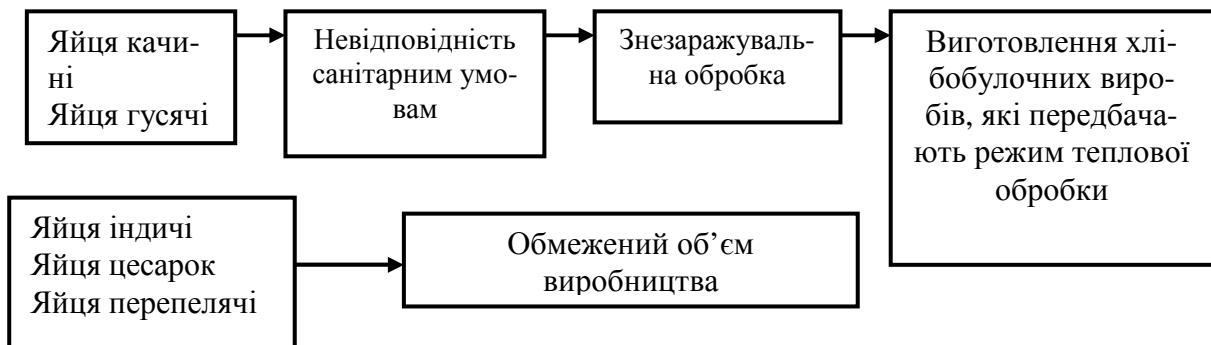 Яйця качи-
ні
Яйця гусячі
Невідповідність
санітарним умо-
вам
Знезаражуваль-
на обробка
Виготовлення хлі-
бобулочних виро-
бів, які передбача-
ють режим теплової
обробки
Яйця індичі
Яйця цесарок
Яйця перепелячі
Обмежений об’єм
виробництва